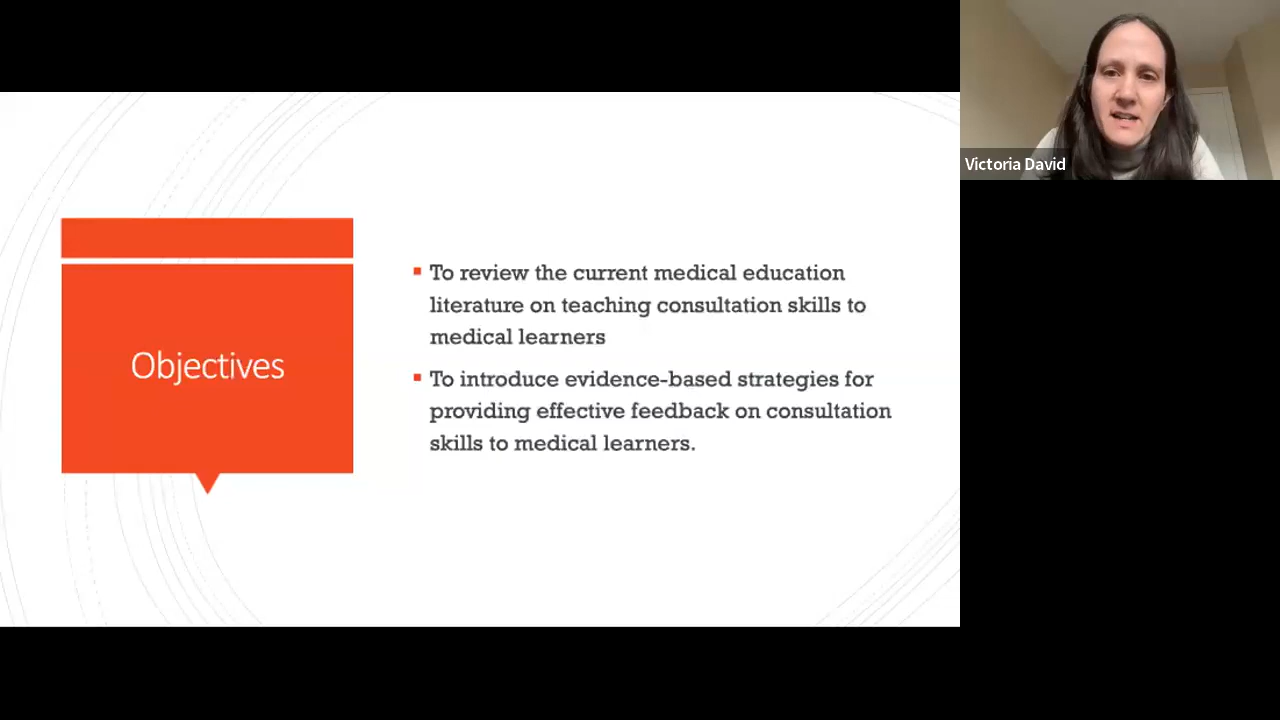 Victoria David
Objectives
To review the current medical education
literature on teaching consultation skills to
medical learners
To introduce evidence-based strategies for
providing effective feedback on consultation
skills to medical learners.